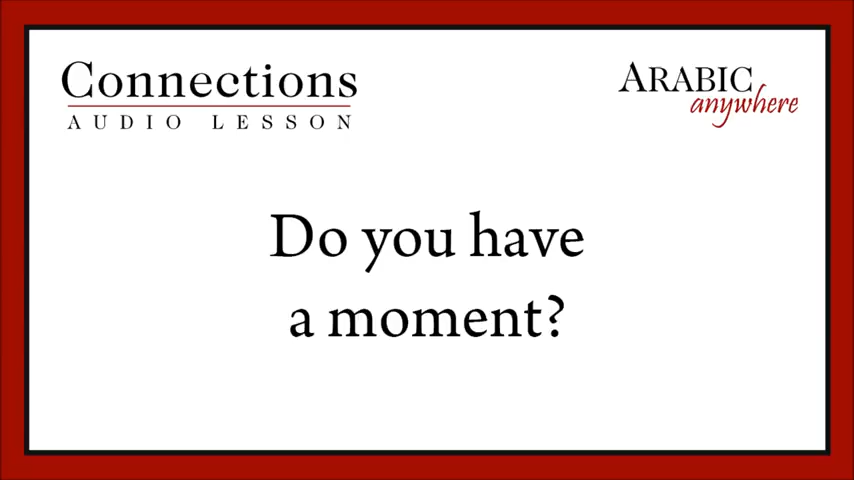 Connections
AUDIO LESSON
ARABIC
anywhere
Do you have
a moment?